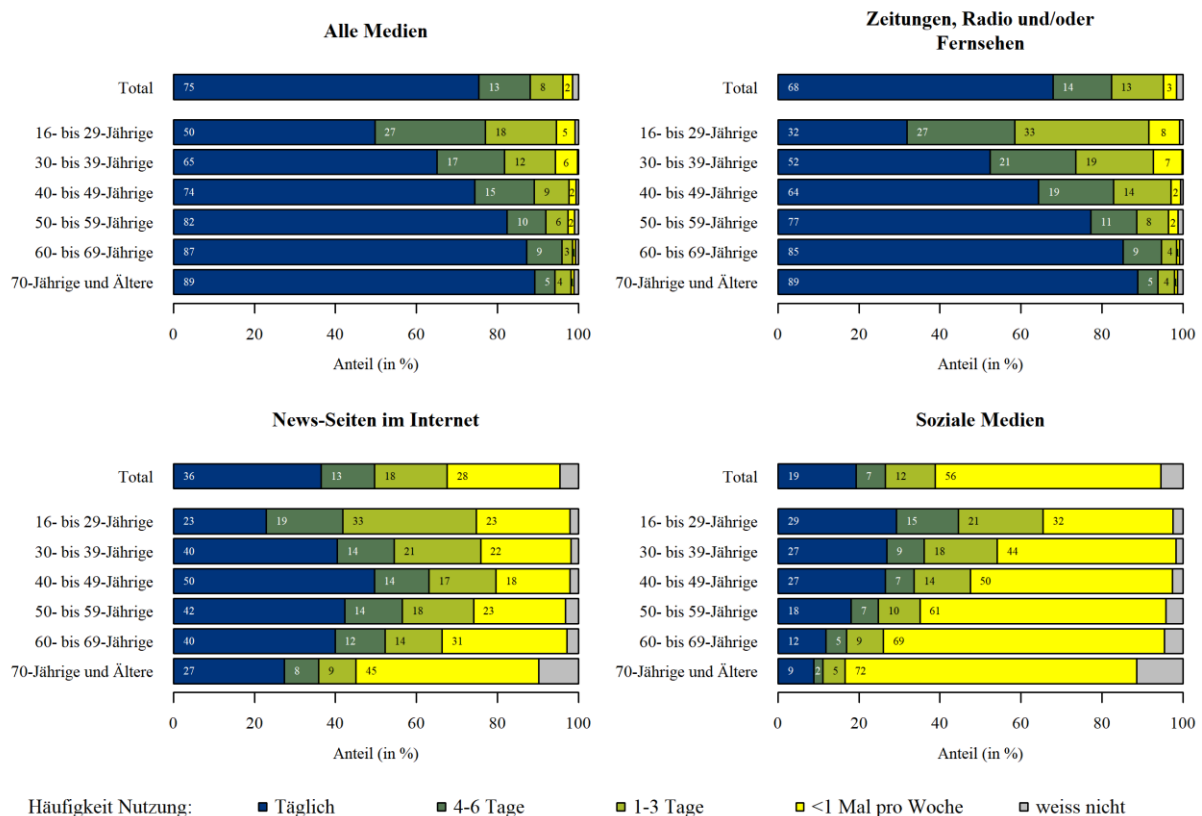 Alle Medien
Total 75 13 8 2
16- bis 29-Jährige 50 27 18 5
30- bis 39-Jährige 65 17 12 6
40- bis 49-Jährige 74 15 9 2
50- bis 59-Jährige 82 10 6 2
60- bis 69-Jährige 87 9 3
70-Jährige und Ältere 89 5 4
0 20 40 60 80 100
Anteil (in %)
Zeitungen, Radio und/oder
Fernsehen
Total 68 14 13 3
16- bis 29-Jährige 32 27 33 8
30- bis 39-Jährige 52 21 19 7
40- bis 49-Jährige 64 19 14 2
50- bis 59-Jährige 77 11 8 2
60- bis 69-Jährige 85 9 4
70-Jährige und Ältere 89 5 4
0 20 40 60 80 100
Anteil (in %)
News-Seiten im Internet
Total 36 13 18 28
16- bis 29-Jährige 23 19 33 23
30- bis 39-Jährige 40 14 21 22
40- bis 49-Jährige 50 14 17 18
50- bis 59-Jährige 42 14 18 23
60- bis 69-Jährige 40 12 14 31
70-Jährige und Ältere 27 8 9 45
0 20 40 60 80 100
Anteil (in %)
Soziale Medien
Total 19 7 12 56
16- bis 29-Jährige 29 15 21 32
30- bis 39-Jährige 27 9 18 44
40- bis 49-Jährige 27 7 14 50
50- bis 59-Jährige 18 7 10 61
60- bis 69-Jährige 12 5 9 69
70-Jährige und Ältere 9 2 5 72
0 20 40 60 80 100
Anteil (in %)
Häufigkeit Nutzung: Täglich 4-6 Tage 1-3 Tage <1 Mal pro Woche weiss nicht